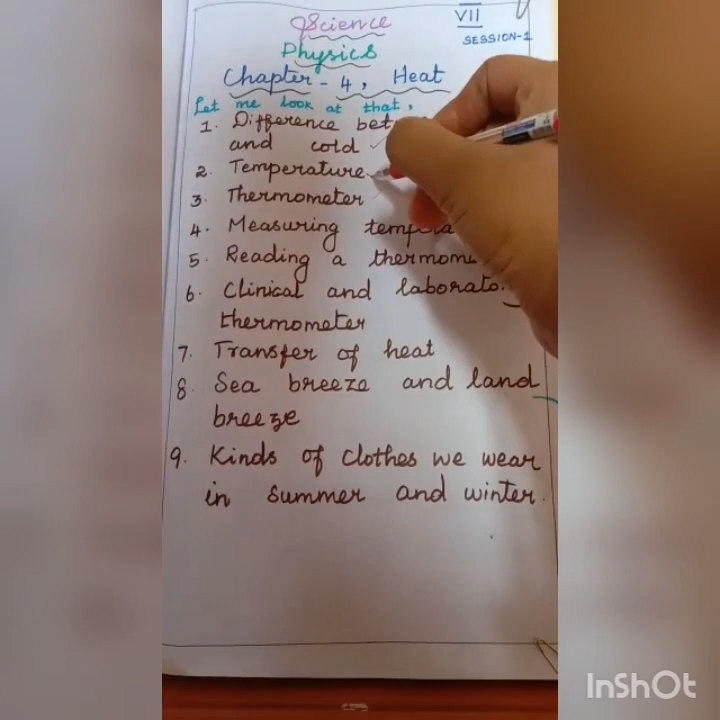 Science
VII
SESSION-1
Physics
Chapter - 4, Heat
Let me look at that,
1. Difference
and cold
2. Temperature
3. Thermometer
4. Measuring
5. Reading a
6. Clinical and
thermometer
7. Transfer of heat
8. Sea breeze and land
breeze
9. Kinds of clothes we wear
in summer and winter.
InShOt